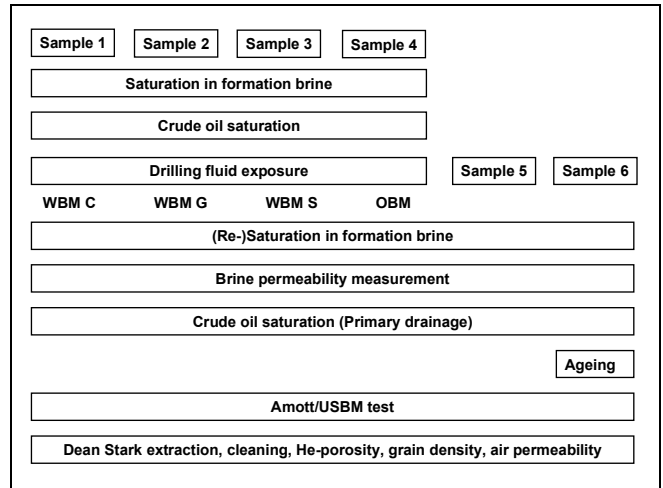 Sample 1 Sample 2 Sample 3 Sample 4
Saturation in formation brine
Crude oil saturation
Drilling fluid exposure Sample 5 Sample 6
WBM C WBM G WBM S OBM
(Re-)Saturation in formation brine
Brine permeability measurement
Crude oil saturation (Primary drainage)
Ageing
Amott/USBM test
Dean Stark extraction, cleaning, He-porosity, grain density, air permeability